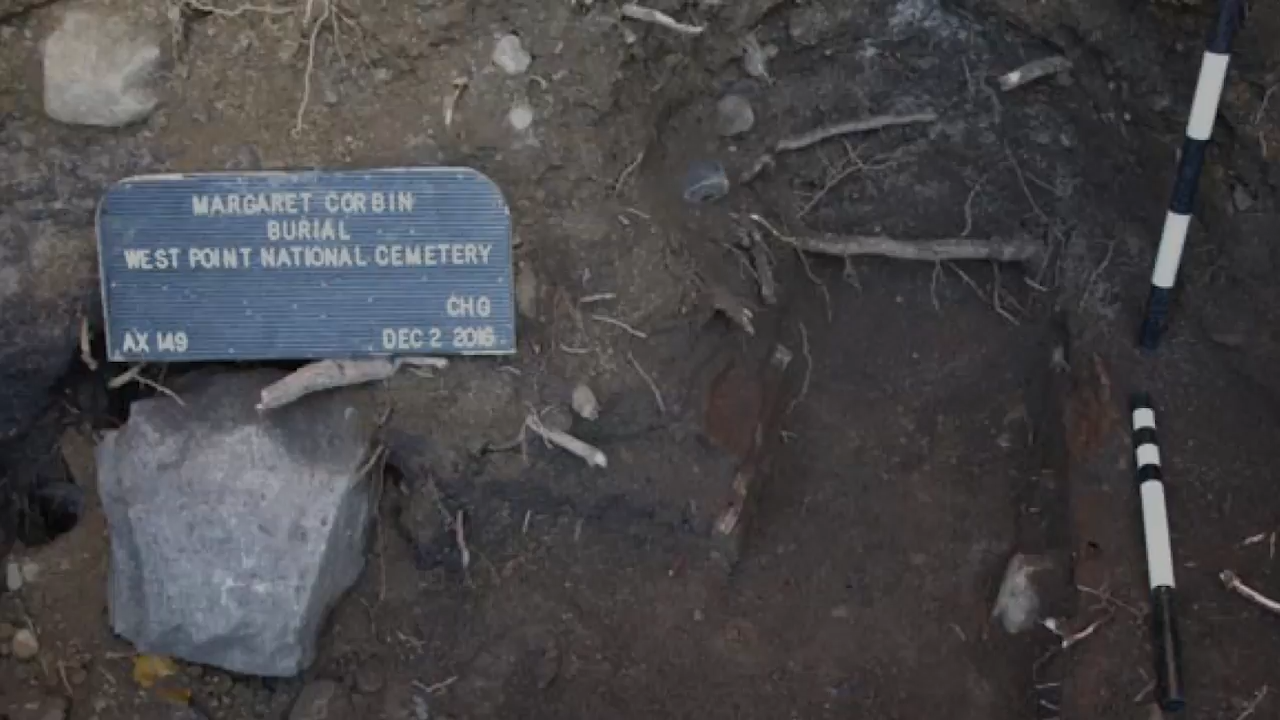 MARGARET CORBIN
BURIAL
WEST POINT NATIONAL CEMETERY
CHG
AX 149
DEC 2 2016